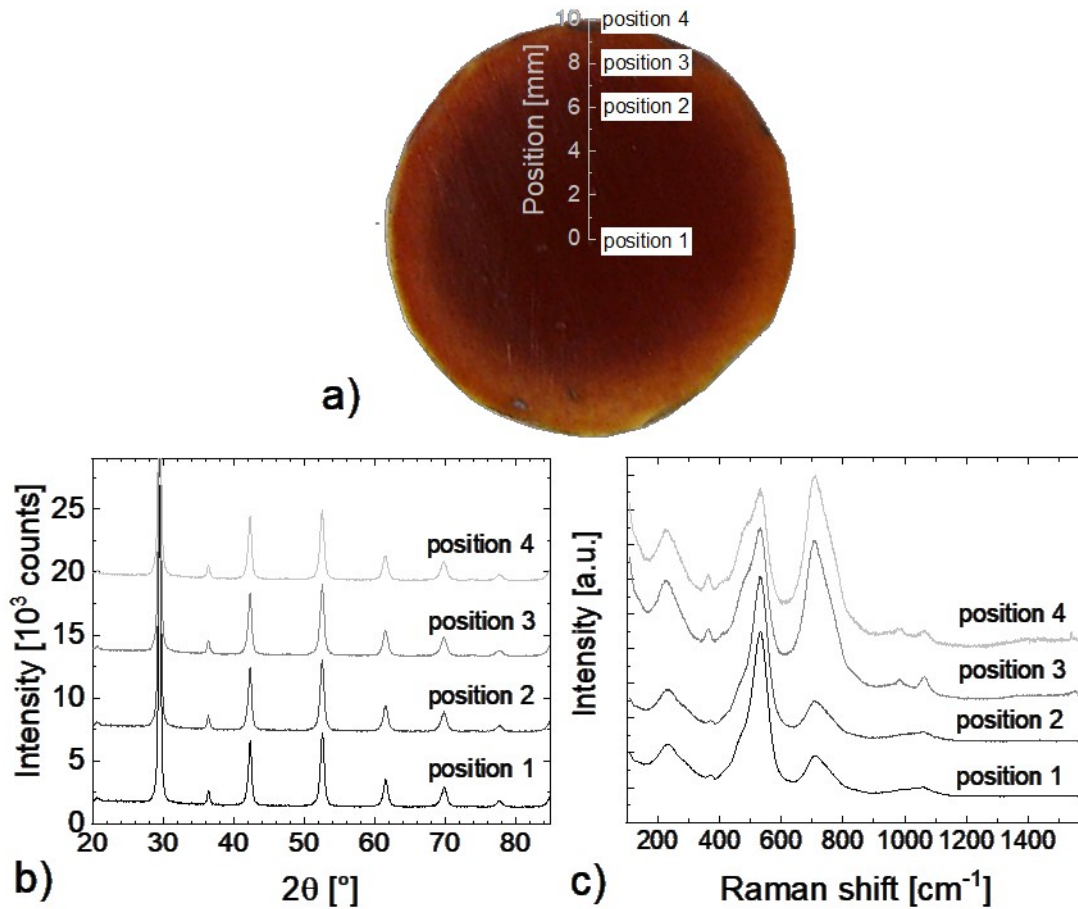 10
position 4
8
position 3
6
position 2
4
2
0
position 1
Position [mm]
a)
25
20
15
10
5
0
Intensity [10³ counts]
position 4
position 3
position 2
position 1
20 30 40 50 60 70 80
2θ [°]
b)
Intensity [a.u.]
position 4
position 3
position 2
position 1
200 400 600 800 1000 1400
Raman shift [cm⁻¹]
c)